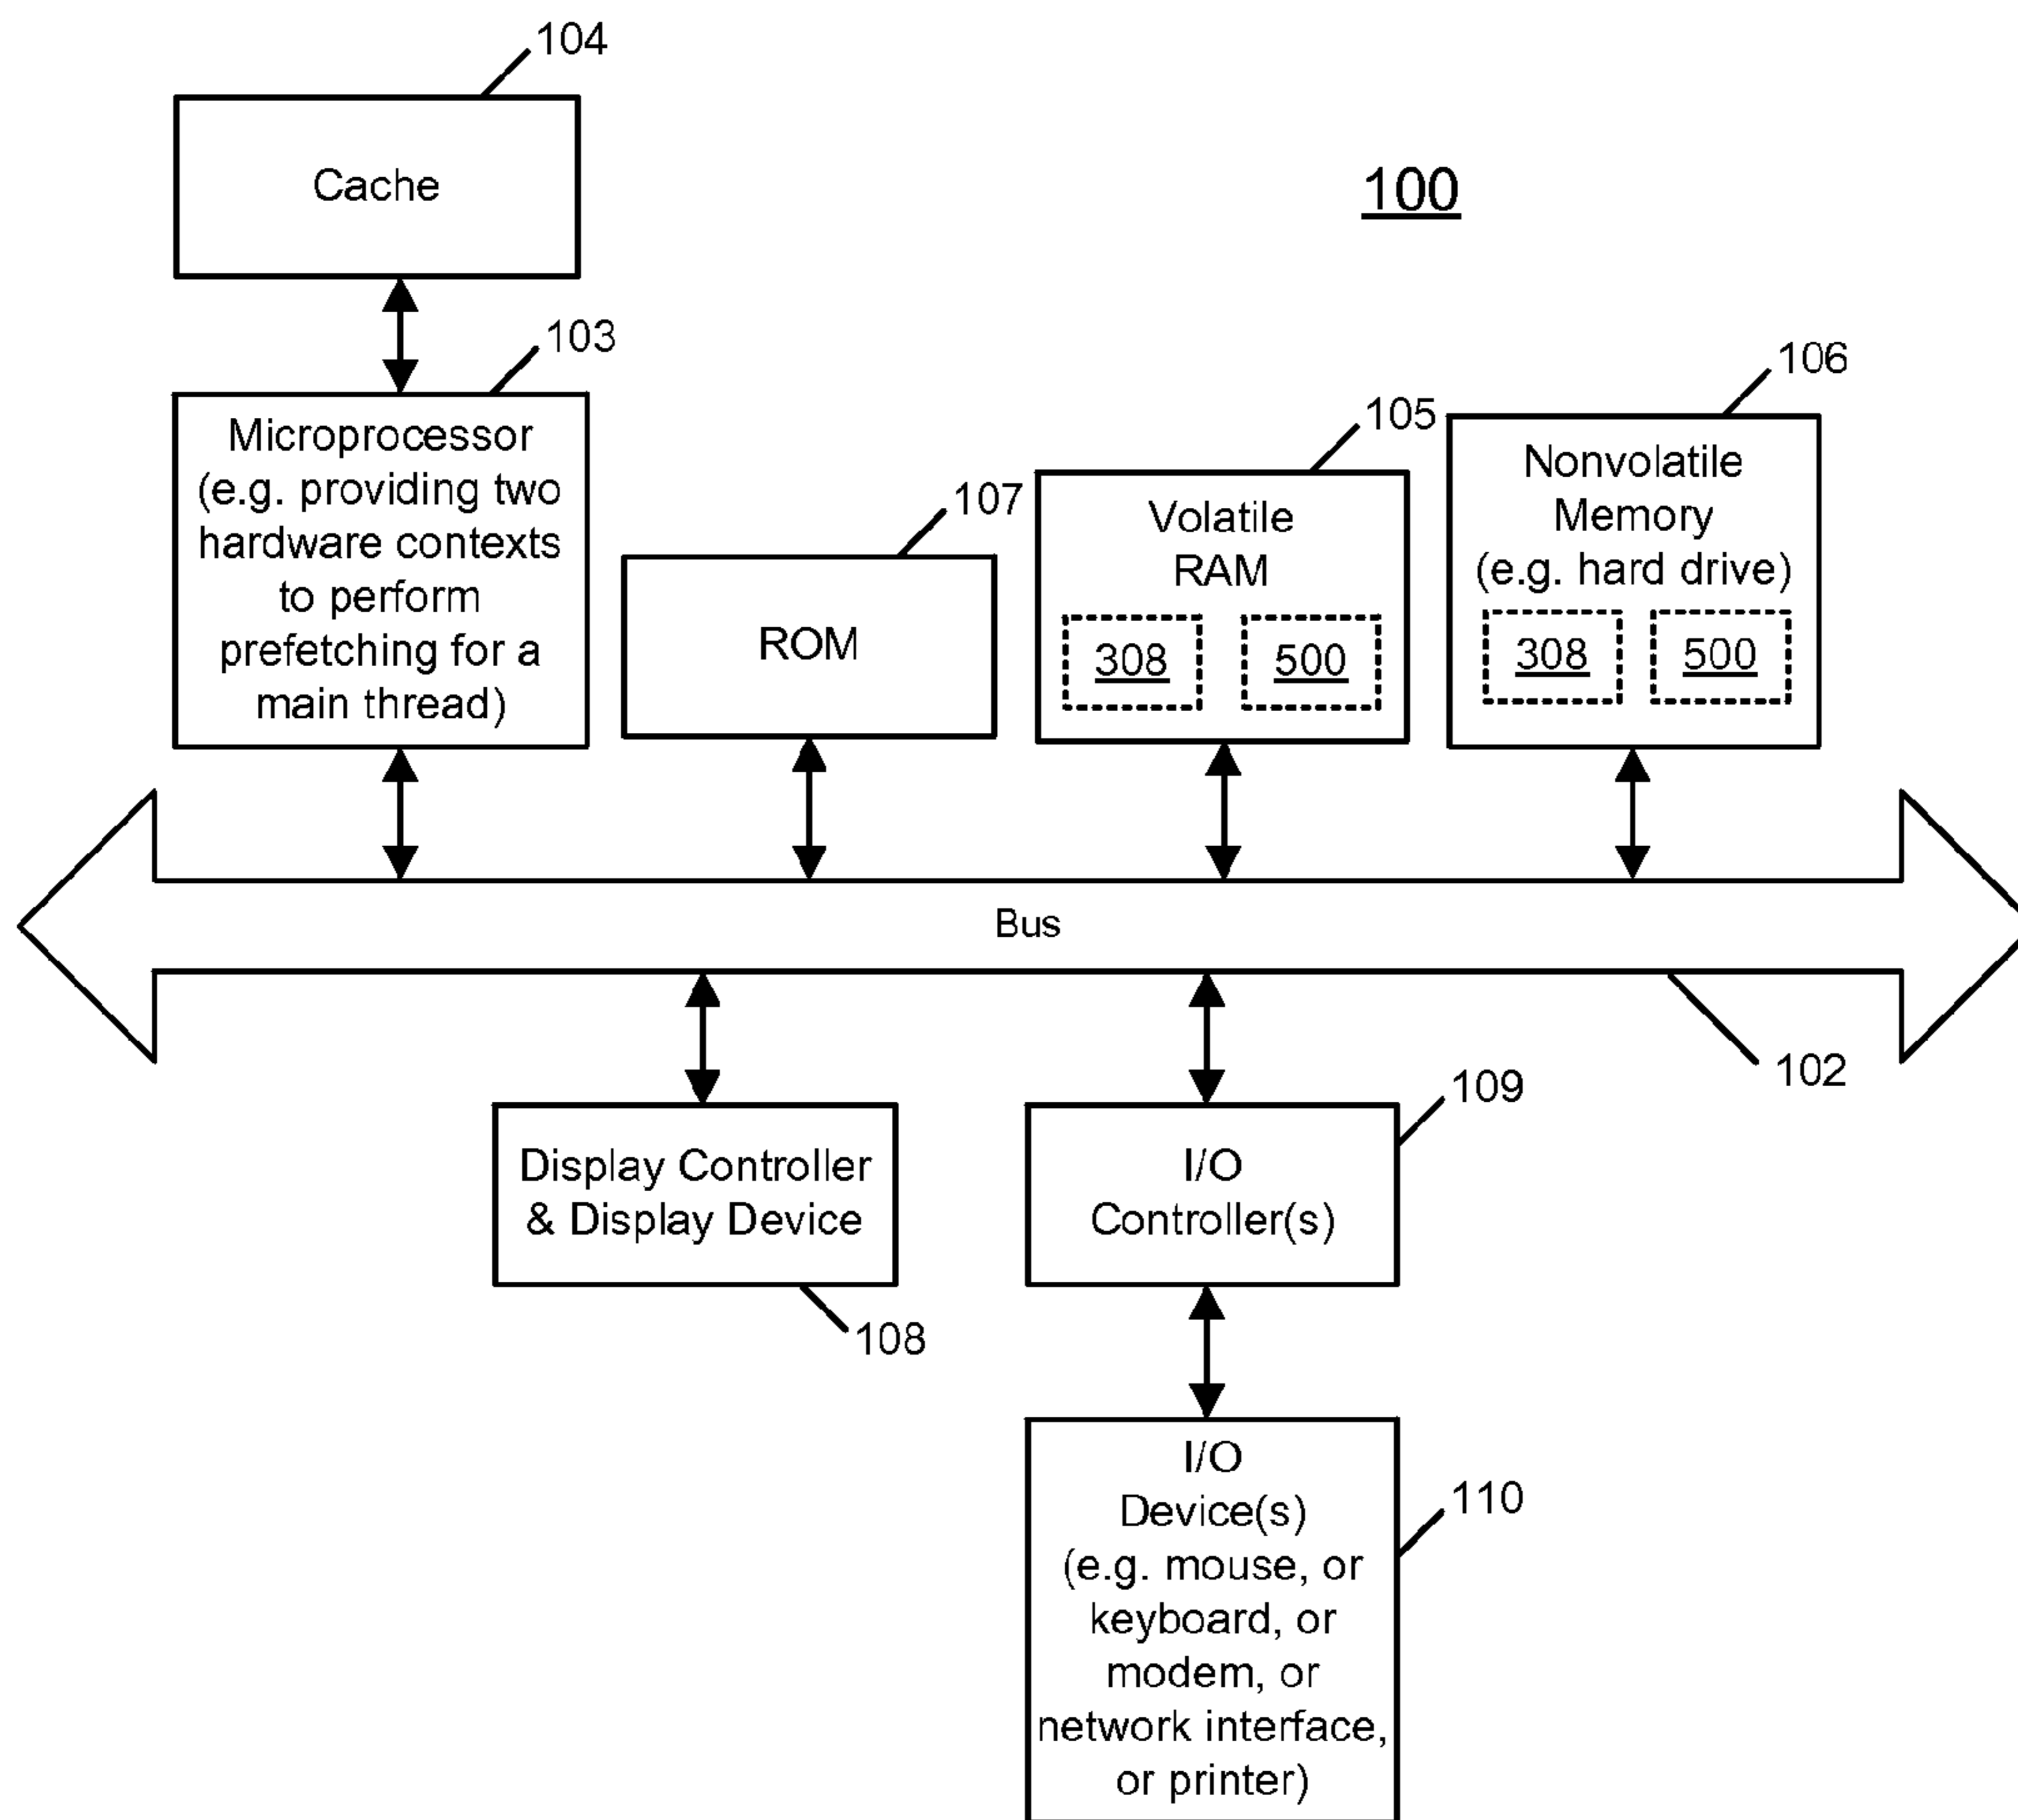 104
Cache
100
103
Microprocessor
(e.g. providing two
hardware contexts
to perform
prefetching for a
main thread)
107
ROM
105
Volatile
RAM
308 500
106
Nonvolatile
Memory
(e.g. hard drive)
308 500
Bus
102
Display Controller
& Display Device
108
109
I/O
Controller(s)
110
I/O
Device(s)
(e.g. mouse, or
keyboard, or
modem, or
network interface,
or printer)